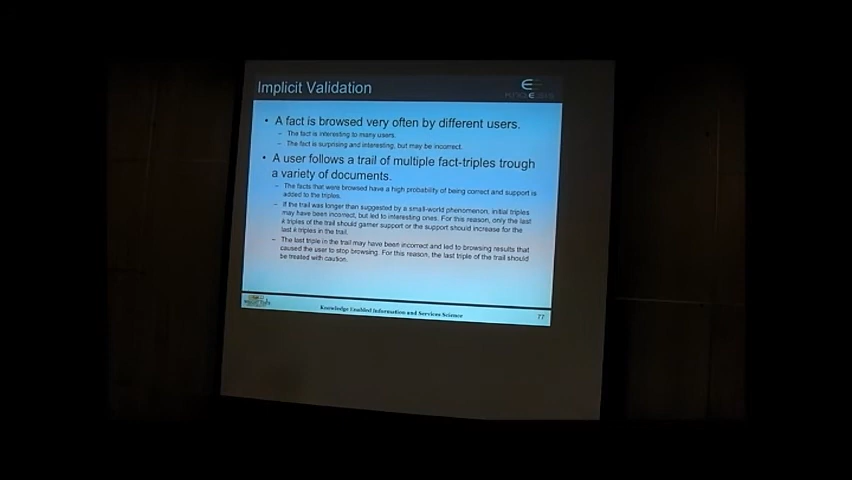 Implicit Validation
• A fact is browsed very often by different users.
– The fact is interesting to many users.
– The fact is surprising and interesting, but may be incorrect.
• A user follows a trail of multiple fact-triples trough
a variety of documents.
– The facts that were browsed have a high probability of being correct and support is
added to the triples.
– If the trail was longer than suggested by a small-world phenomenon, initial triples
may have been incorrect, but led to interesting ones. For this reason, only the last
k triples of the trail should garner support or the support should increase for the
last k triples in the trail.
– The last triple in the trail may have been incorrect and led to browsing results that
caused the user to stop browsing. For this reason, the last triple of the trail should
be treated with caution.
Knowledge Enabled Information and Services Science
77